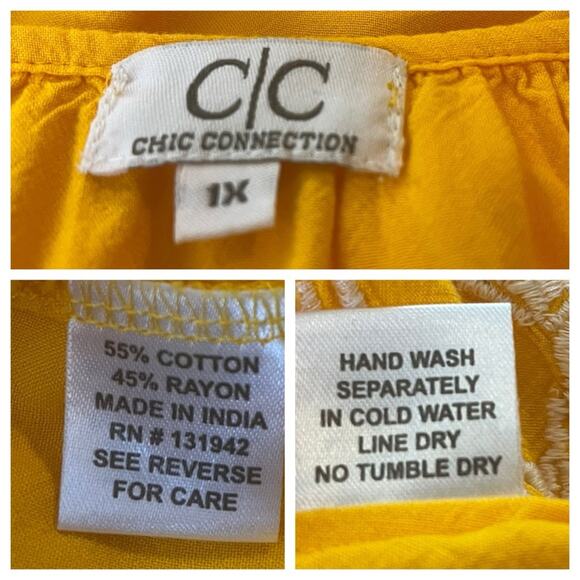 C|C
CHIC CONNECTION
1X
55% COTTON
45% RAYON
MADE IN INDIA
RN # 131942
SEE REVERSE
FOR CARE
HAND WASH
SEPARATELY
IN COLD WATER
LINE DRY
NO TUMBLE DRY